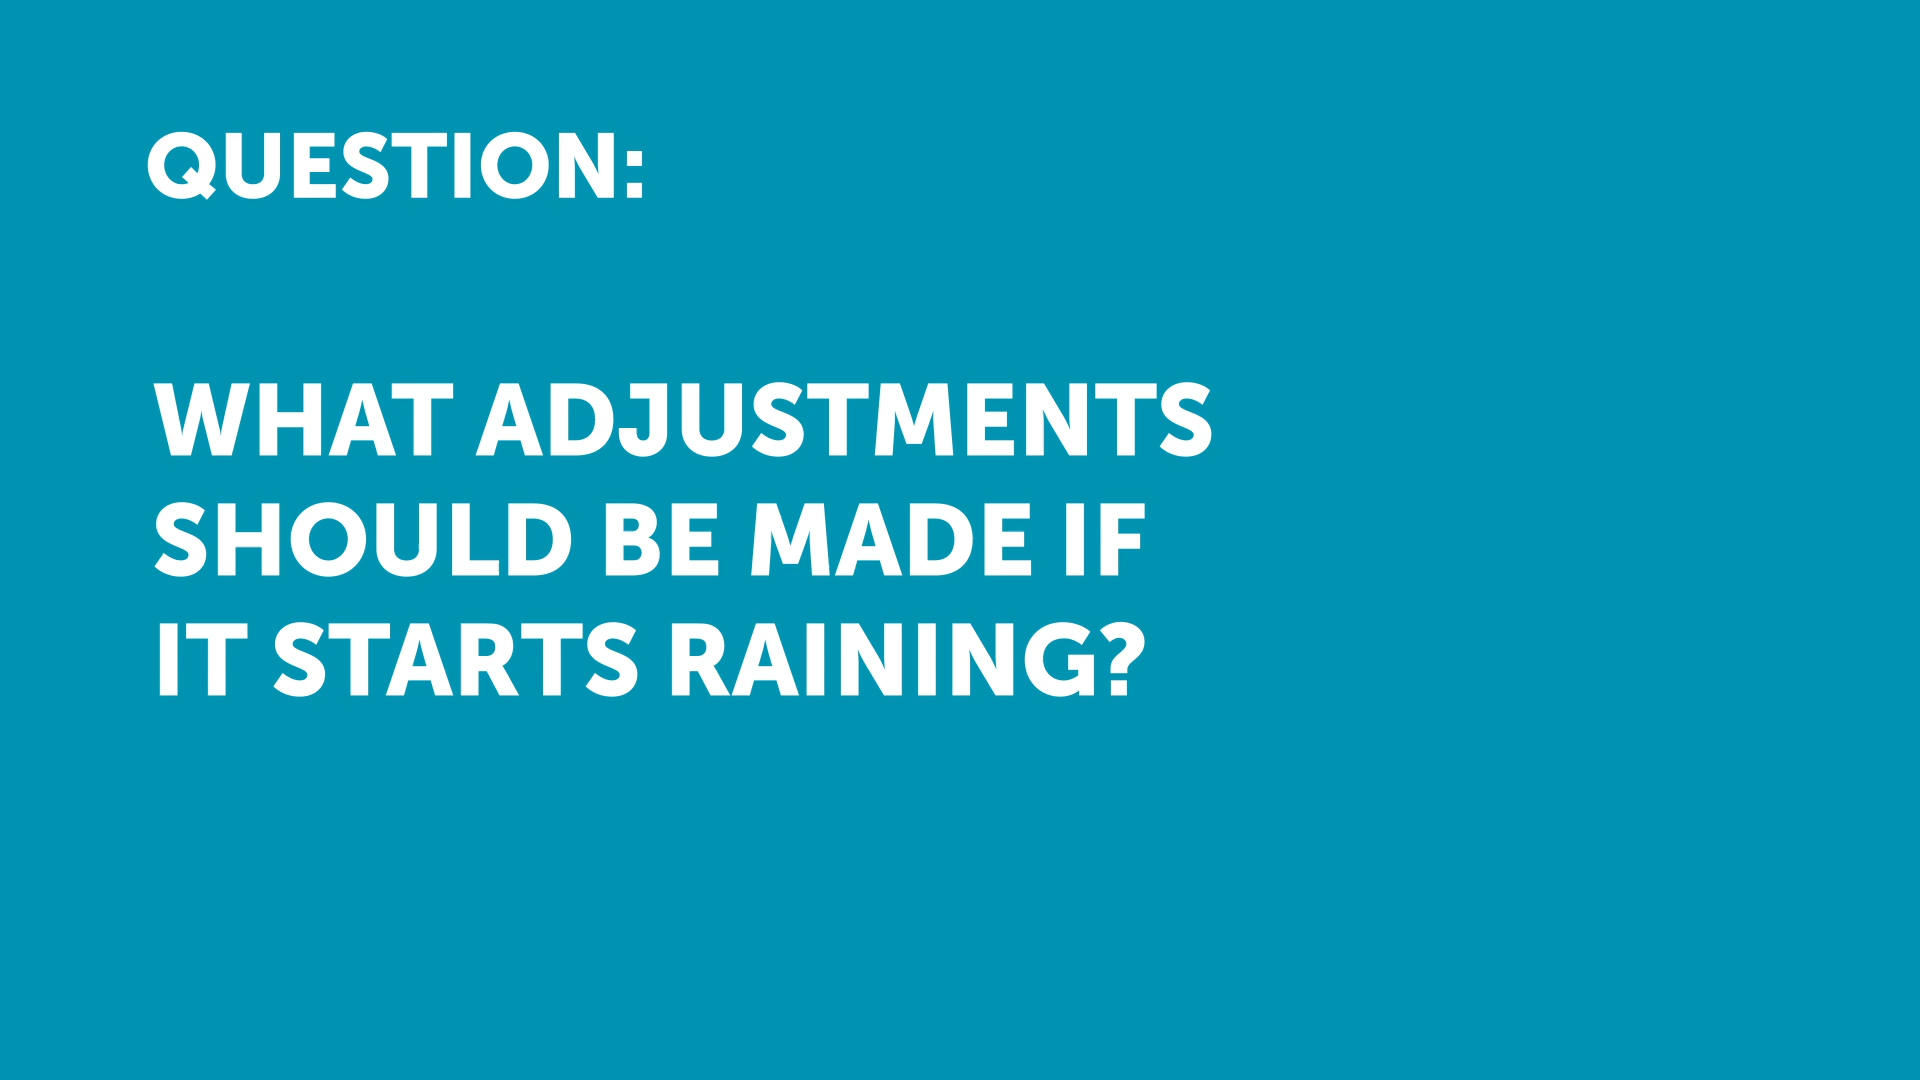 QUESTION:
WHAT ADJUSTMENTS
SHOULD BE MADE IF
IT STARTS RAINING?